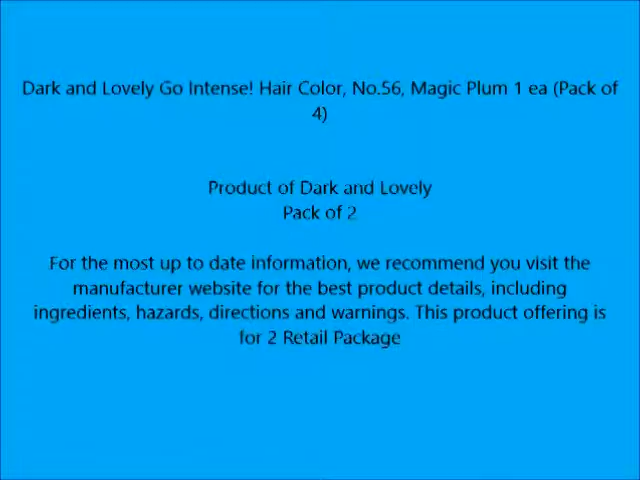 Dark and Lovely Go Intense! Hair Color, No.56, Magic Plum 1 ea (Pack of
4)
Product of Dark and Lovely
Pack of 2
For the most up to date information, we recommend you visit the
manufacturer website for the best product details, including
ingredients, hazards, directions and warnings. This product offering is
for 2 Retail Package